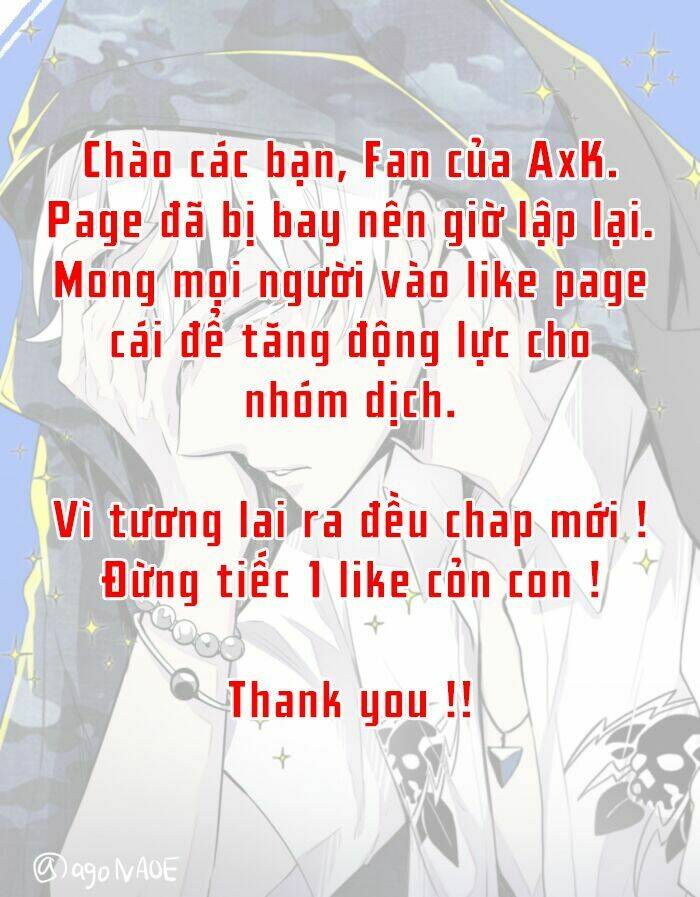 Chào các bạn, Fan của AxK.
Page đã bị bay nên giờ lập lại.
Mong mọi người vào like page
cái để tăng động lực cho
nhóm dịch.
Vì tương lai ra đều chap mới !
Đừng tiếc 1 like cỏn con !
Thank you !!
@agoNAOE